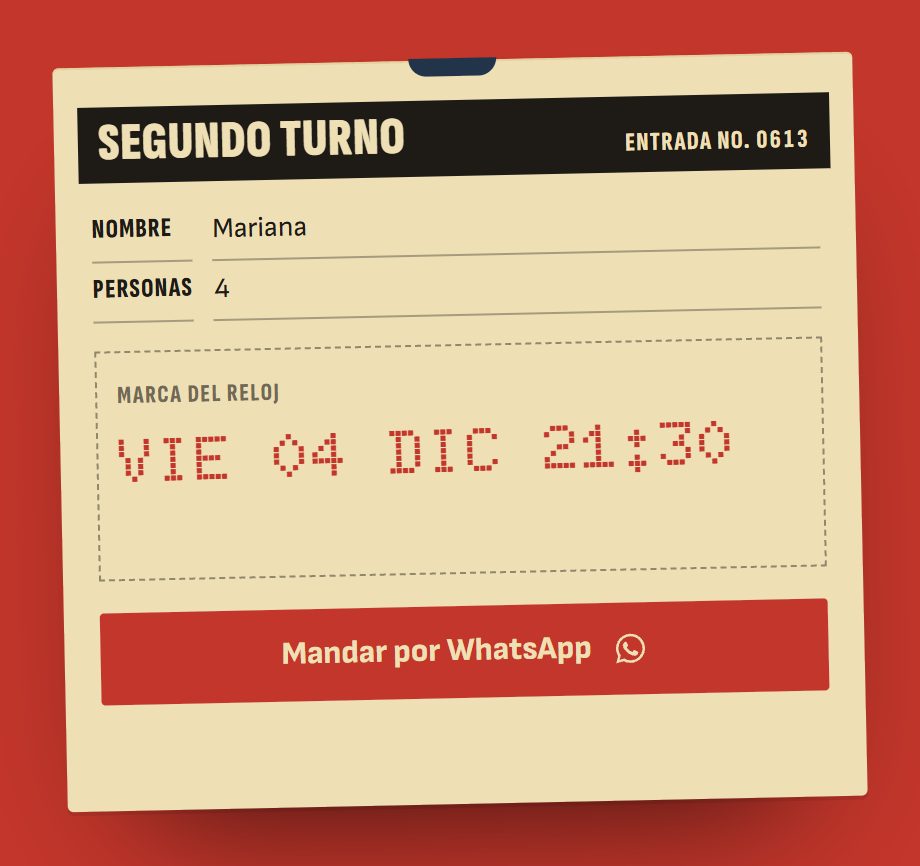 SEGUNDO TURNO
ENTRADA NO. 0613
NOMBRE Mariana
PERSONAS 4
MARCA DEL RELOJ
VIE 04 DIC 21:30
Mandar por WhatsApp